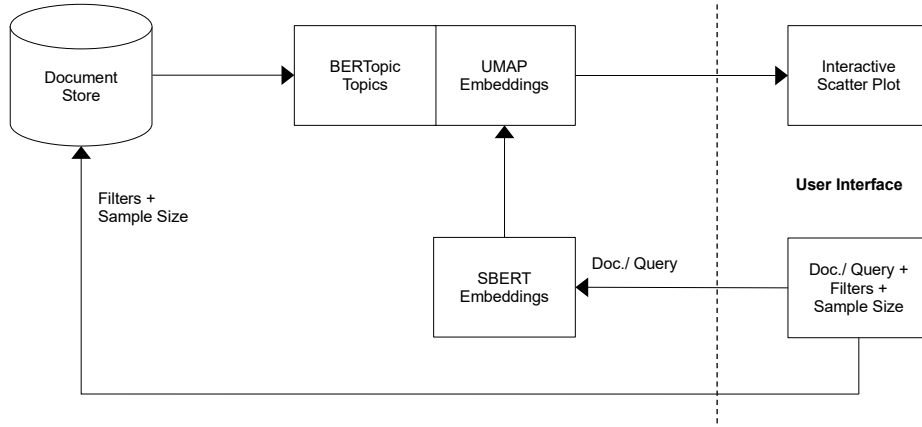 Document
Store
BERTopic
Topics
UMAP
Embeddings
Interactive
Scatter Plot
Filters +
Sample Size
User Interface
SBERT
Embeddings
Doc./ Query
Doc./ Query +
Filters +
Sample Size